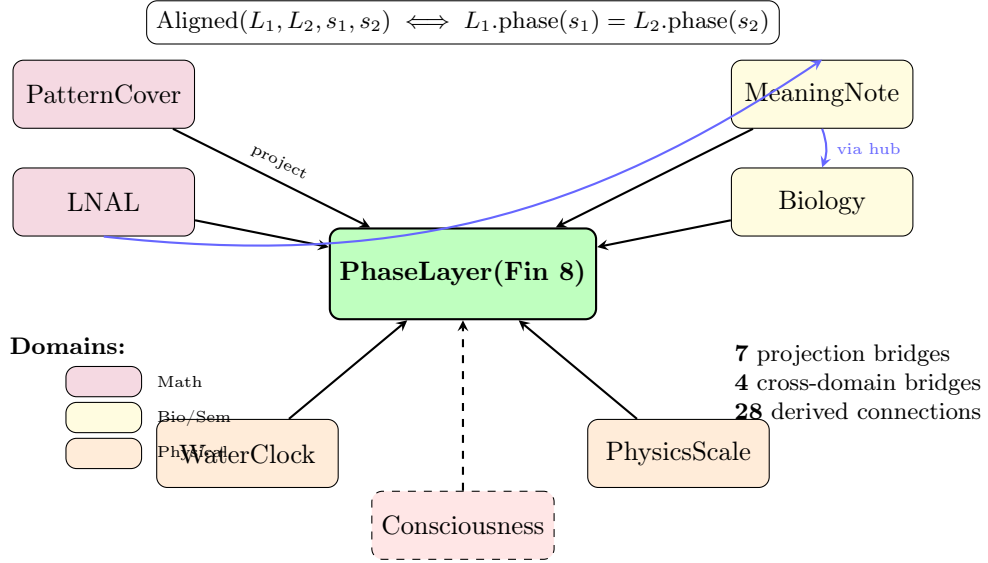 Aligned(L₁, L₂, s₁, s₂) ⟺ L₁.phase(s₁) = L₂.phase(s₂)
PatternCover
MeaningNote
project
via hub
LNAL
Biology
PhaseLayer(Fin 8)
Domains:
Math
Bio/Sem
Physical
7 projection bridges
4 cross-domain bridges
28 derived connections
WaterClock
PhysicsScale
Consciousness